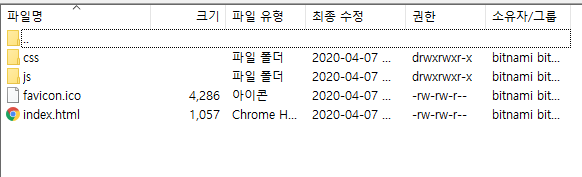 파일명 크기 파일 유형 최종 수정 권한 소유자/그룹
..
css 파일 폴더 2020-04-07 ... drwxrwxr-x bitnami bit...
js 파일 폴더 2020-04-07 ... drwxrwxr-x bitnami bit...
favicon.ico 4,286 아이콘 2020-04-07 ... -rw-rw-r-- bitnami bit...
index.html 1,057 Chrome H... 2020-04-07 ... -rw-rw-r-- bitnami bit...